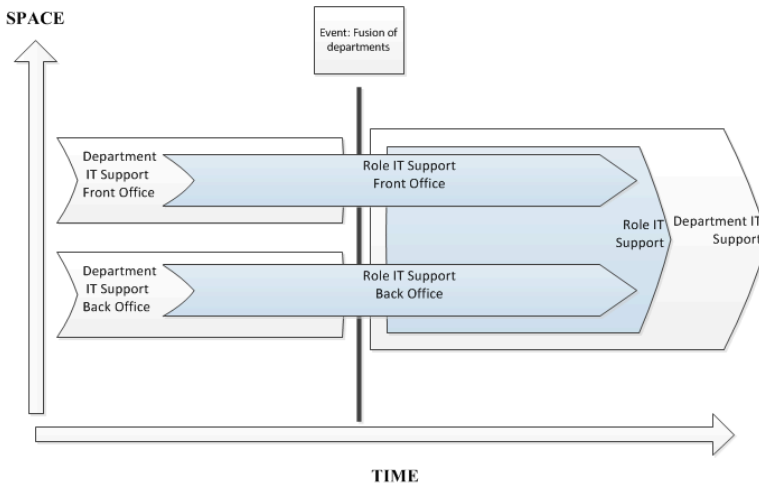 SPACE
Event: Fusion of
departments
Department
IT Support
Front Office
Role IT Support
Front Office
Role IT
Support
Department IT
Support
Department
IT Support
Back Office
Role IT Support
Back Office
TIME